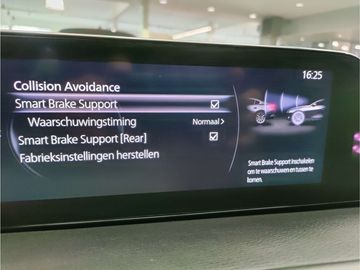 16:25
Collision Avoidance
Smart Brake Support
Waarschuwingstiming Normaal
Smart Brake Support [Rear]
Fabrieksinstellingen herstellen
Smart Brake Support inschakelen
om te waarschuwen en tussen te
komen.